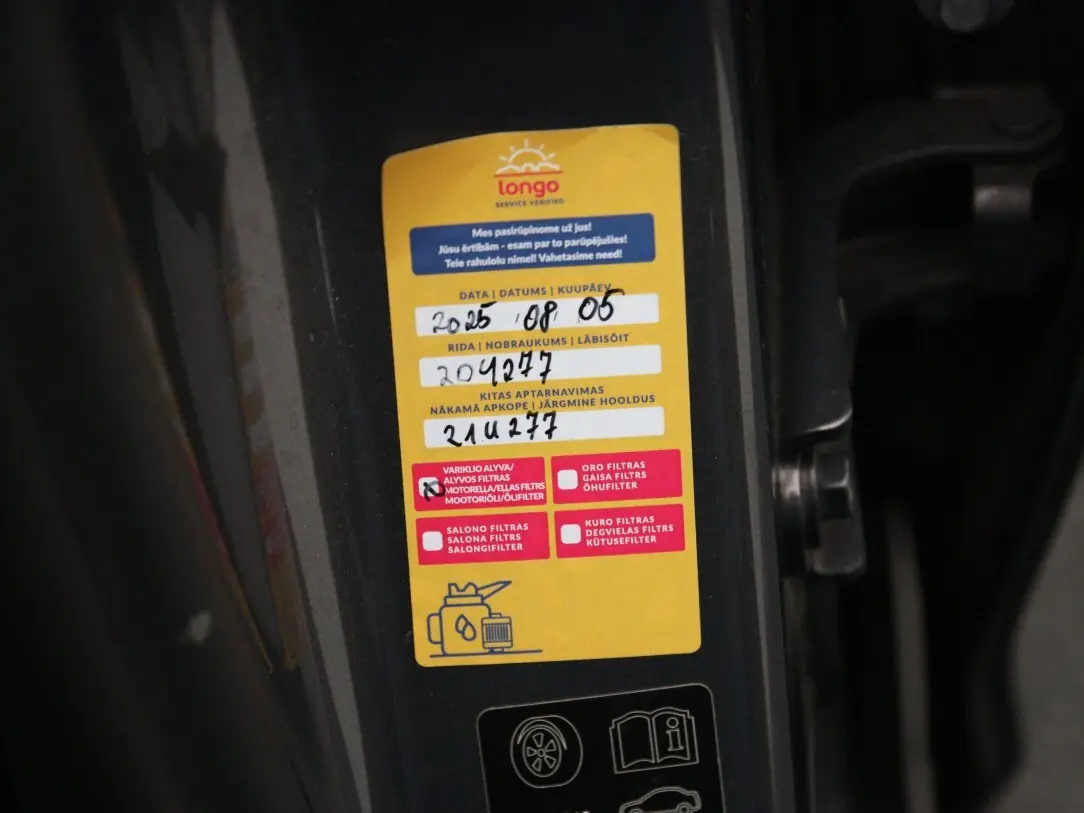 longo
SERVICE VERIFIED
Mes pasirūpinome už jus!
Jūsu ērtībām - esam par to parūpējušies!
Teie rahulolu nimel! Vahetasime need!
DATA | DATUMS | KUUPÄEV
2025 08 05
RIDA | NOBRAUKUMS | LÄBISÕIT
204277
KITAS APTARNAVIMAS
NĀKAMĀ APKOPE | JÄRGMINE HOOLDUS
214277
VARIKLIO ALYVA/
ALYVOS FILTRAS
MOTOREĻĻA/EĻĻAS FILTRS
MOOTORIÕLI/ÕLIFILTER
ORO FILTRAS
GAISA FILTRS
ÕHUFILTER
SALONO FILTRAS
SALONA FILTRS
SALONGIFILTER
KURO FILTRAS
DEGVIELAS FILTRS
KÜTUSEFILTER